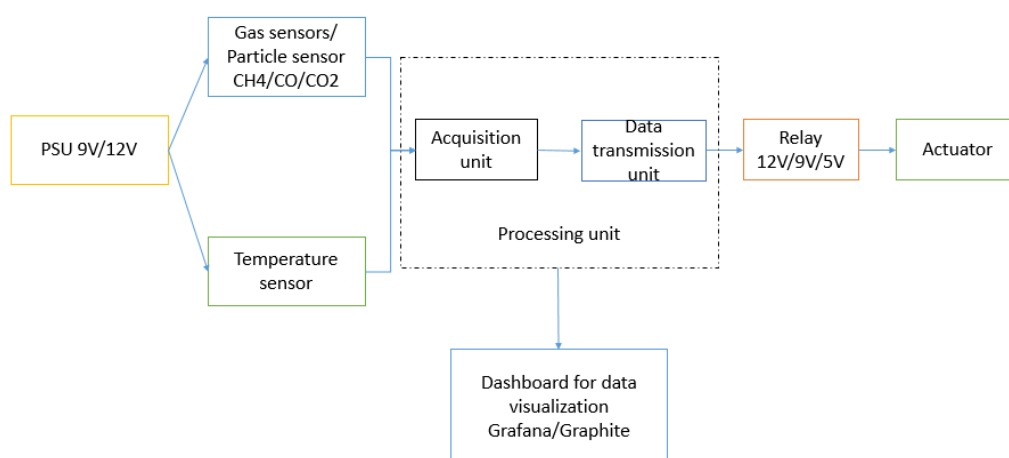 Gas sensors/
Particle sensor
CH4/CO/CO2
PSU 9V/12V
Temperature
sensor
Acquisition
unit
Data
transmission
unit
Processing unit
Relay
12V/9V/5V
Actuator
Dashboard for data
visualization
Grafana/Graphite